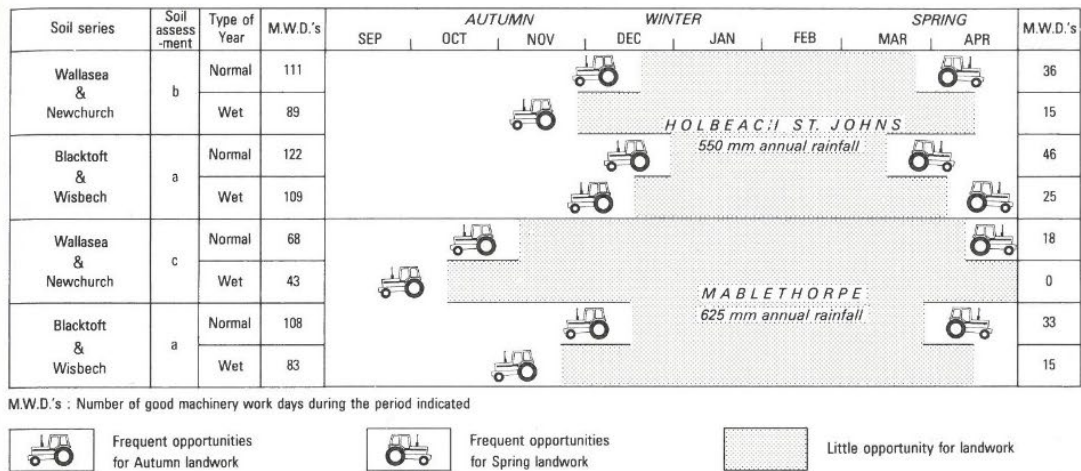 AUTUMN WINTER SPRING
Soil series Soil assess -ment Type of Year M.W.D.'s SEP OCT NOV DEC JAN FEB MAR APR M.W.D.'s
Wallasea & Newchurch b Normal 111 36
Wet 89 15
HOLBEACH ST. JOHNS
550 mm annual rainfall
Blacktoft & Wisbech a Normal 122 46
Wet 109 25
Wallasea & Newchurch c Normal 68 18
Wet 43 0
MABLETHORPE
625 mm annual rainfall
Blacktoft & Wisbech a Normal 108 33
Wet 83 15
M.W.D.'s : Number of good machinery work days during the period indicated
Frequent opportunities for Autumn landwork
Frequent opportunities for Spring landwork
Little opportunity for landwork